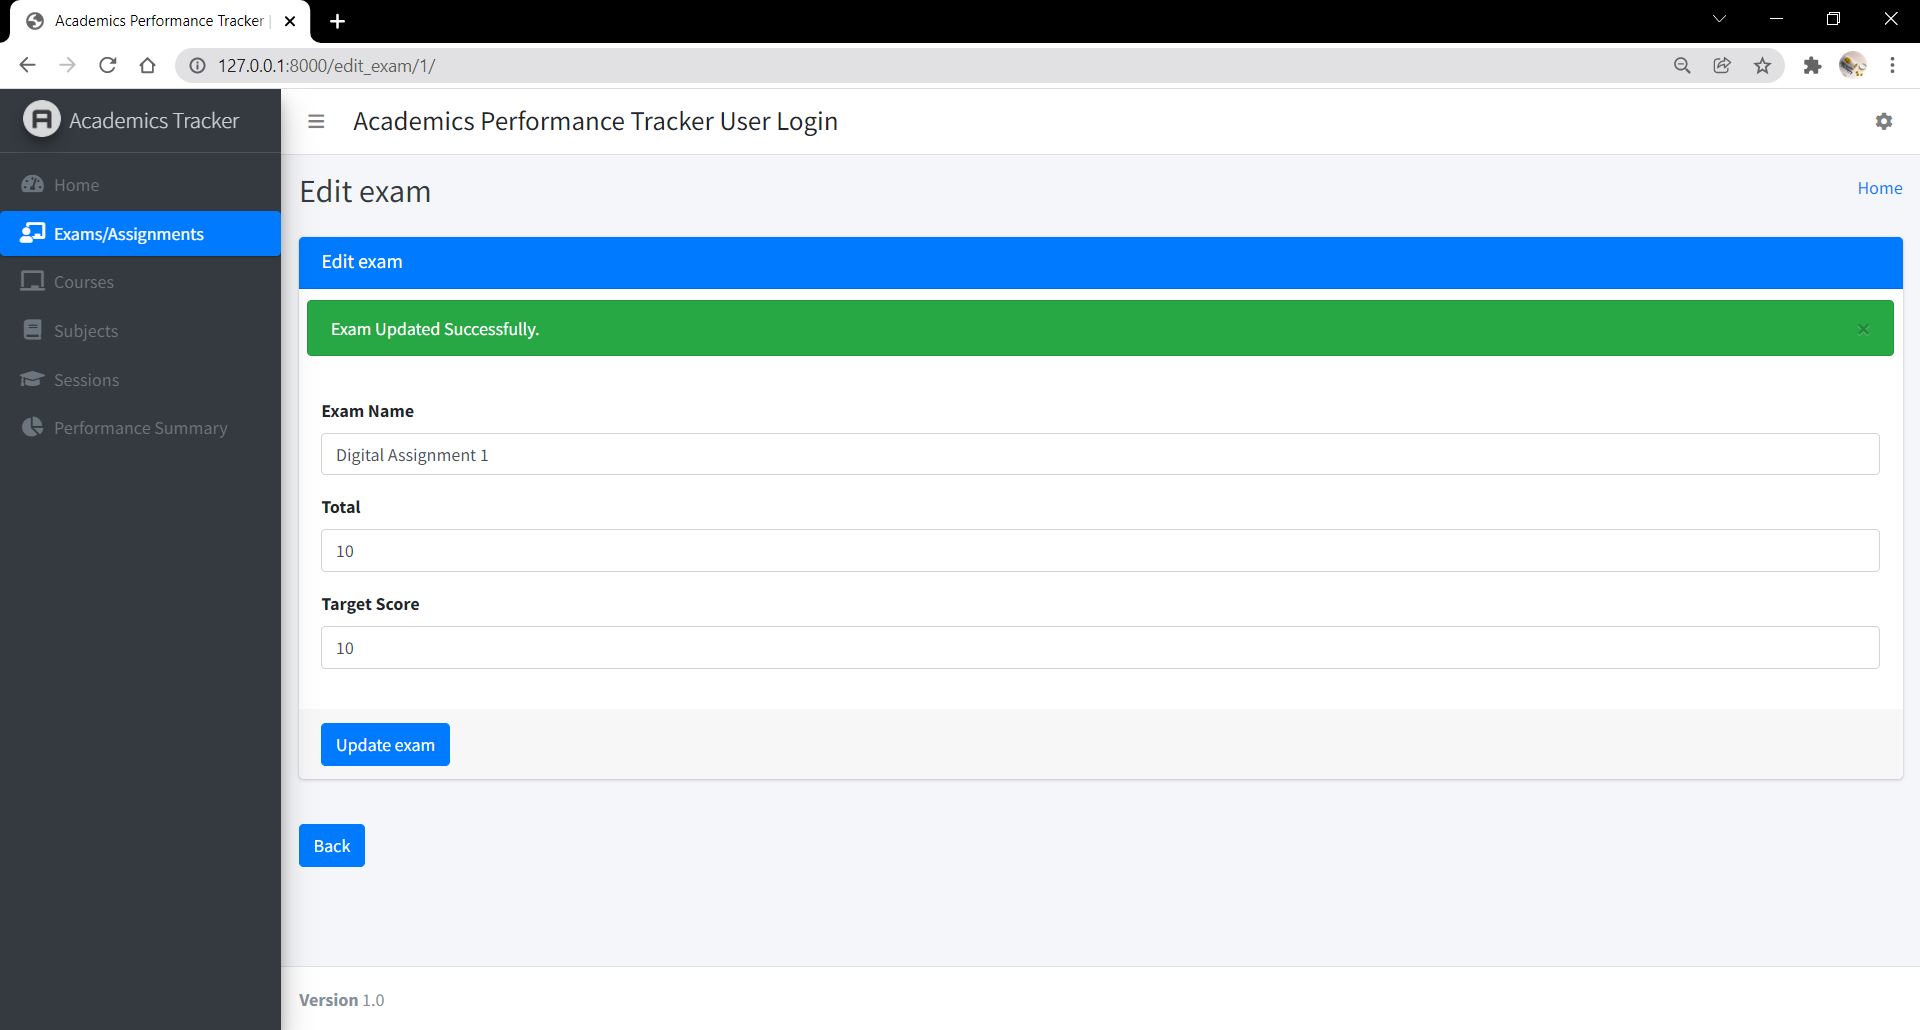 Academics Performance Tracker |
127.0.0.1:8000/edit_exam/1/
Academics Tracker
Academics Performance Tracker User Login
Home
Exams/Assignments
Courses
Subjects
Sessions
Performance Summary
Edit exam
Home
Edit exam
Exam Updated Successfully.
×
Exam Name
Digital Assignment 1
Total
10
Target Score
10
Update exam
Back
Version 1.0